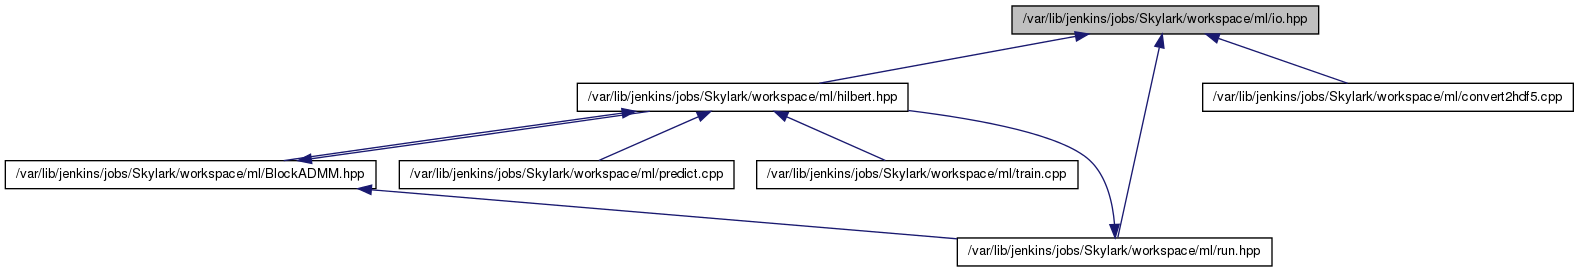 /var/lib/jenkins/jobs/Skylark/workspace/ml/io.hpp
/var/lib/jenkins/jobs/Skylark/workspace/ml/hilbert.hpp
/var/lib/jenkins/jobs/Skylark/workspace/ml/convert2hdf5.cpp
/var/lib/jenkins/jobs/Skylark/workspace/ml/BlockADMM.hpp
/var/lib/jenkins/jobs/Skylark/workspace/ml/predict.cpp
/var/lib/jenkins/jobs/Skylark/workspace/ml/train.cpp
/var/lib/jenkins/jobs/Skylark/workspace/ml/run.hpp